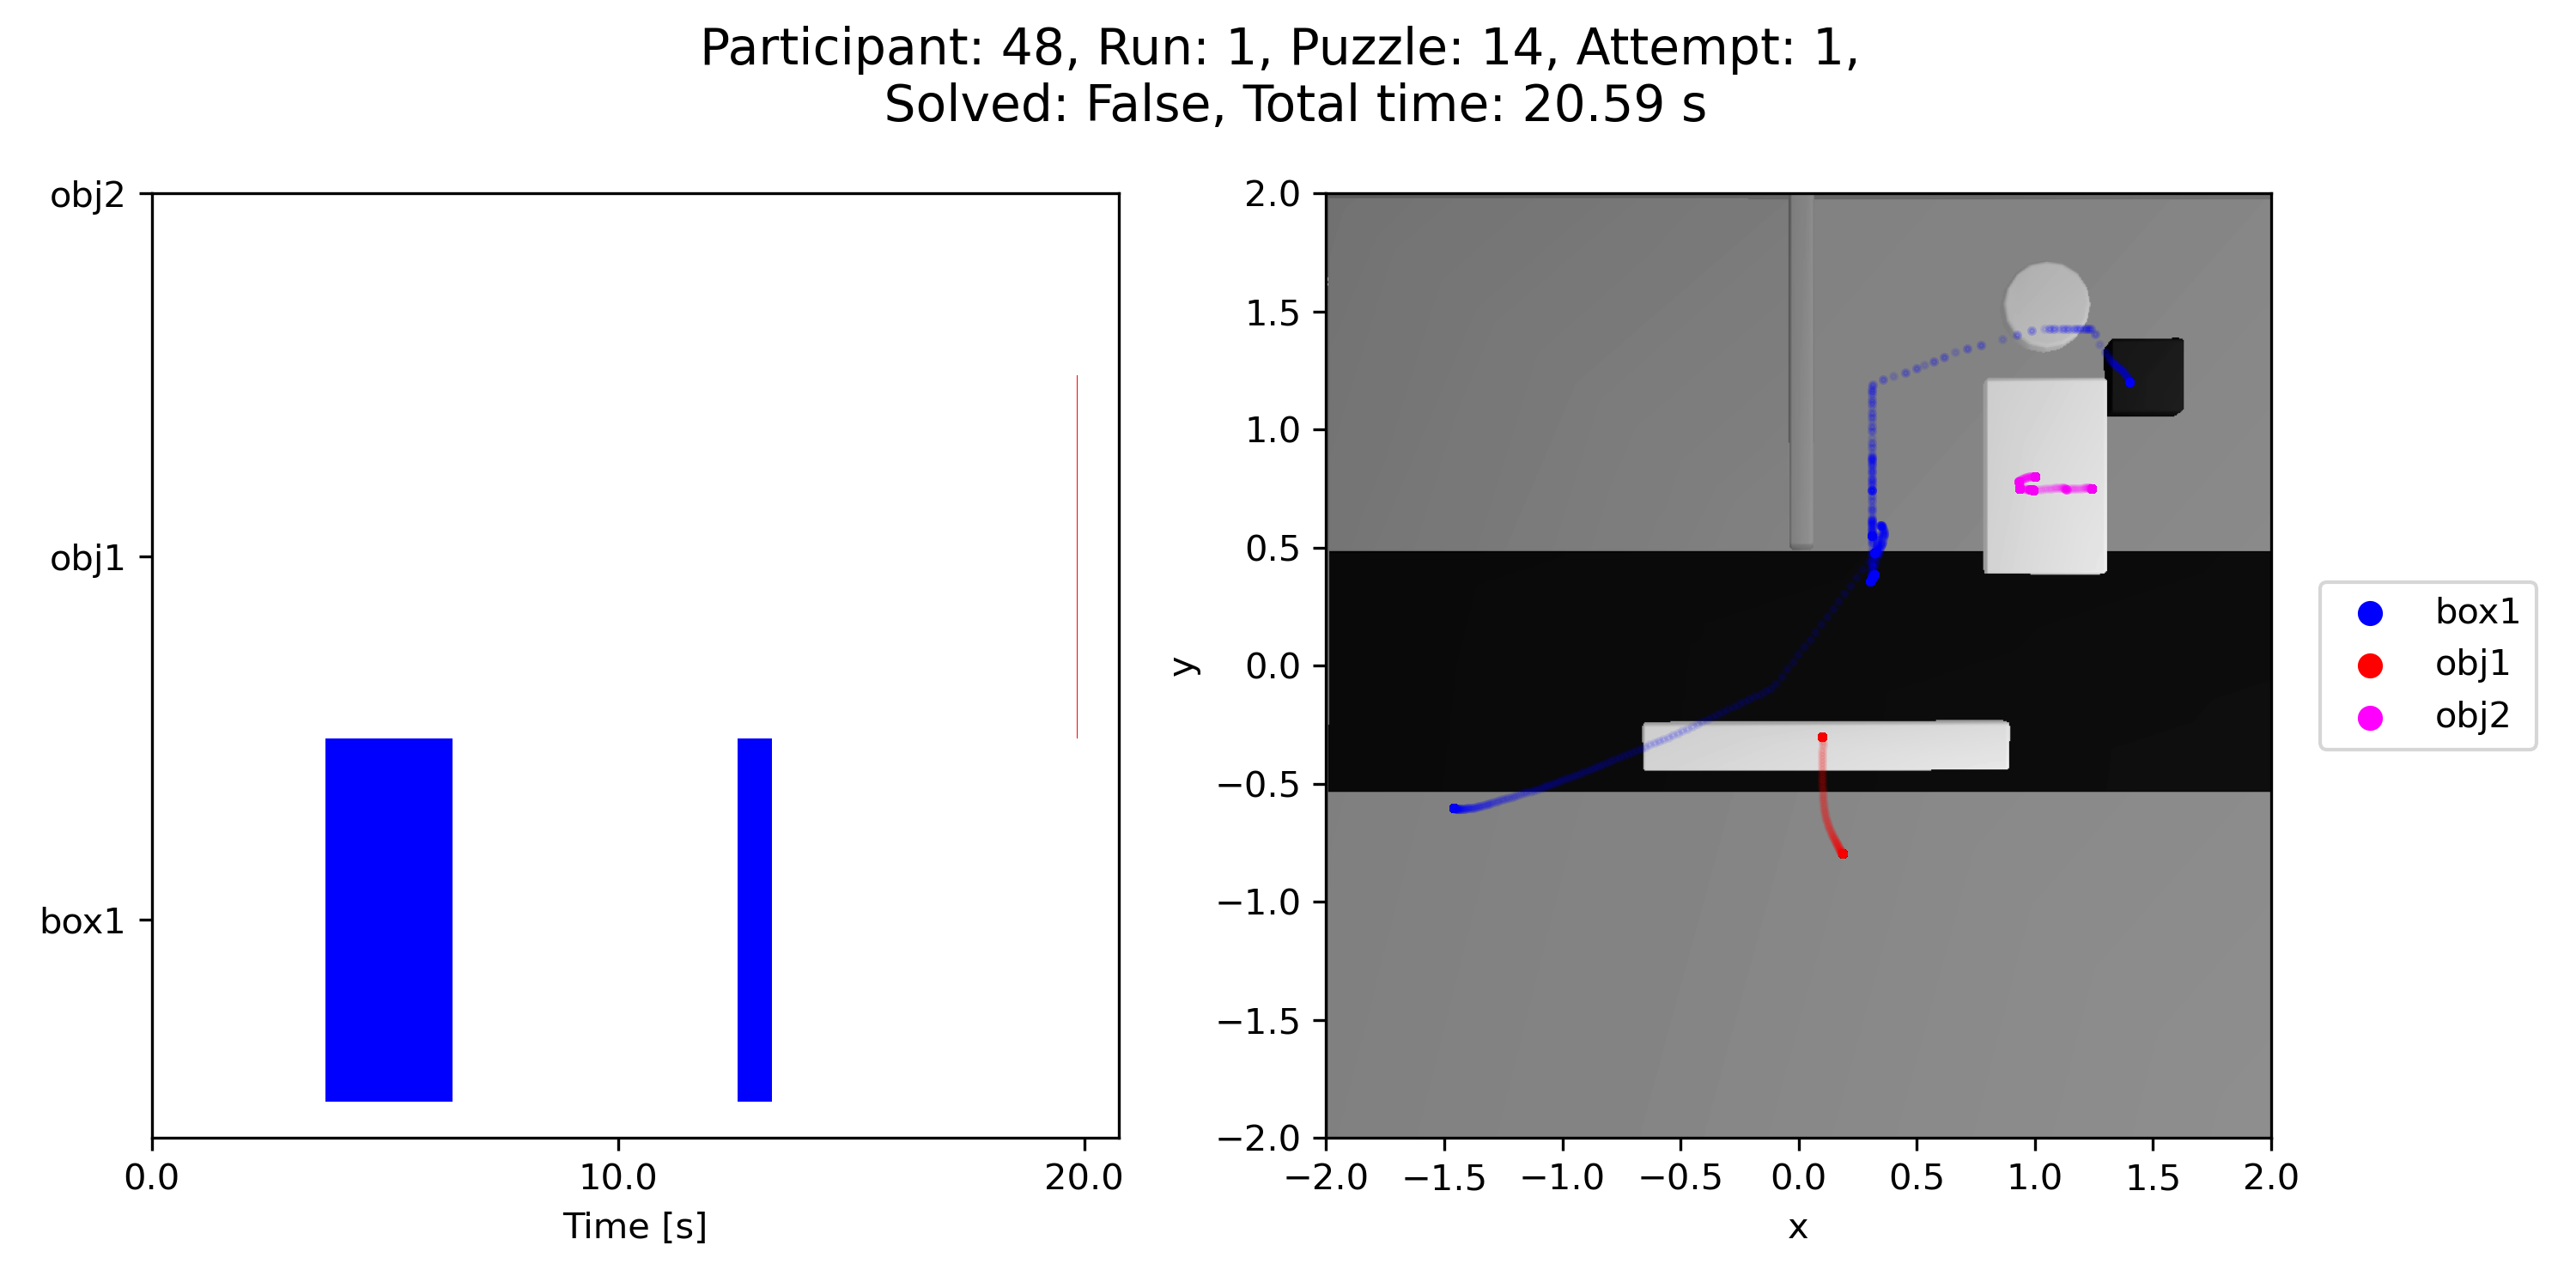 Participant: 48, Run: 1, Puzzle: 14, Attempt: 1,
Solved: False, Total time: 20.59 s
obj2
obj1
box1
0.0 10.0 20.0
Time [s]
2.0
1.5
1.0
0.5
0.0
−0.5
−1.0
−1.5
−2.0
y
−2.0 −1.5 −1.0 −0.5 0.0 0.5 1.0 1.5 2.0
x
box1
obj1
obj2